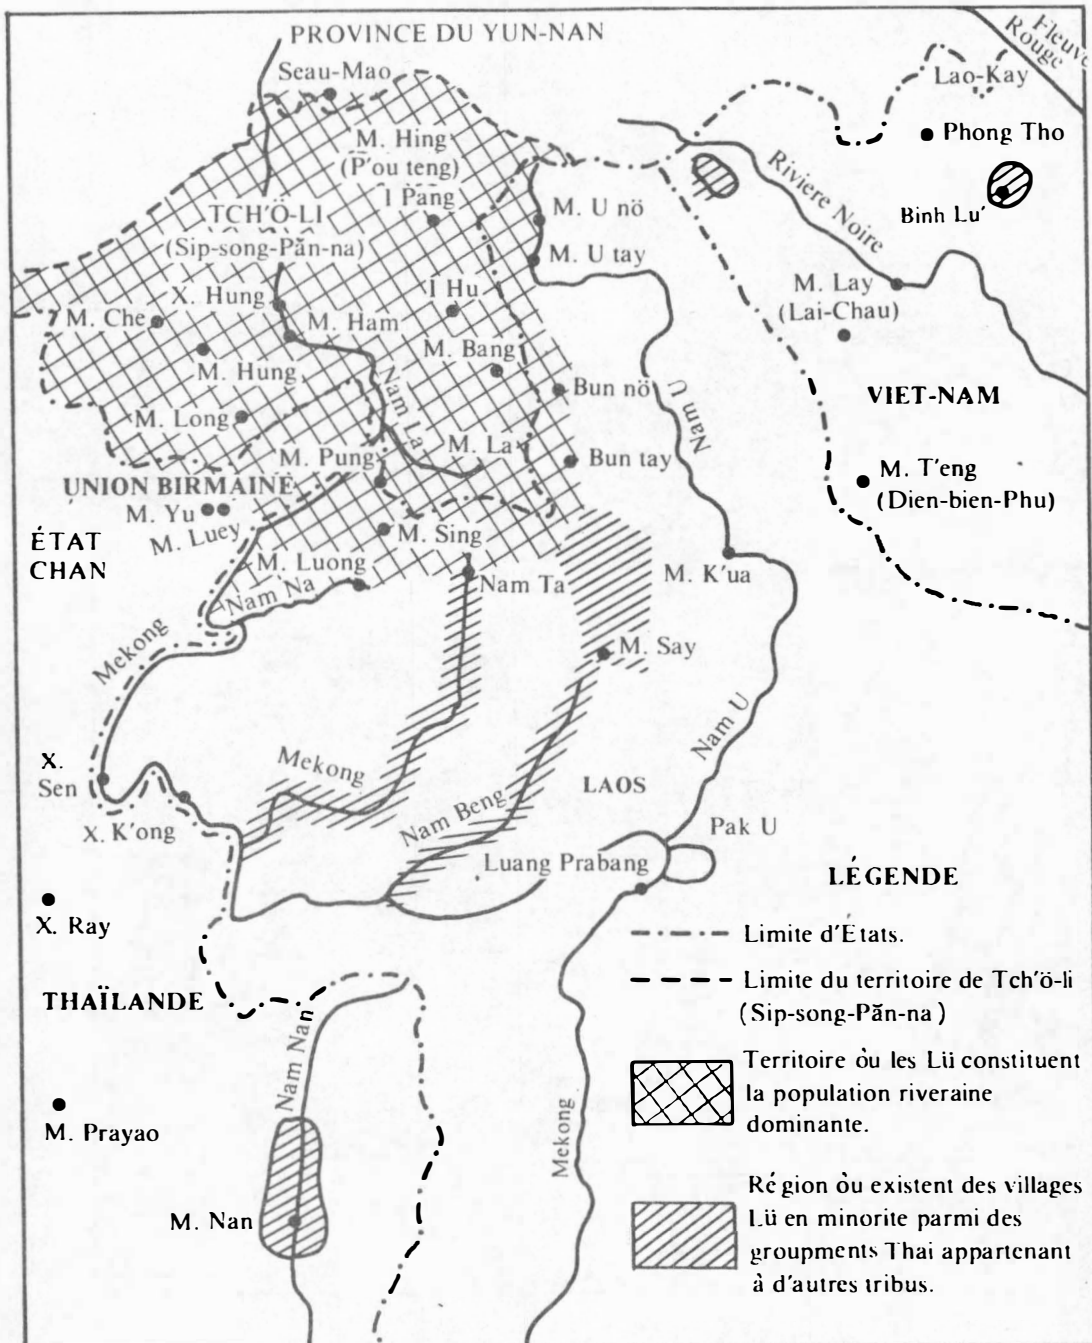 PROVINCE DU YUN-NAN
Fleuve
Rouge
Seau-Mao
Lao-Kay
M. Hing
(P'ou teng)
I Pang
Phong Tho
Rivière Noire
Binh Lu'
TCH'Ö-LI
(Sip-song-Păn-na)
M. U nö
M. U tay
X. Hung
I Hu
M. Lay
(Lai-Chau)
M. Che
M. Ham
M. Hung
M. Bang
Nam La
Bun nö
Nam U
VIET-NAM
M. Long
M. La
M. Pung
Bun tay
M. T'eng
(Dien-bien-Phu)
UNION BIRMAINE
M. Yu
M. Luey
ÉTAT
CHAN
M. Sing
M. Luong
Nam Na
Nam Ta
M. K'ua
Mekong
M. Say
Nam U
X.
Sen
Mekong
LAOS
X. K'ong
Nam Beng
Pak U
Luang Prabang
LÉGENDE
X. Ray
Limite d'Etats.
THAÏLANDE
Limite du territoire de Tch'ö-li
(Sip-song-Păn-na)
Nam Nan
Territoire òu les Lü constituent
la population riveraine
dominante.
M. Prayao
Mekong
M. Nan
Région òu existent des villages
Lü en minorite parmi des
groupments Thai appartenant
à d'autres tribus.